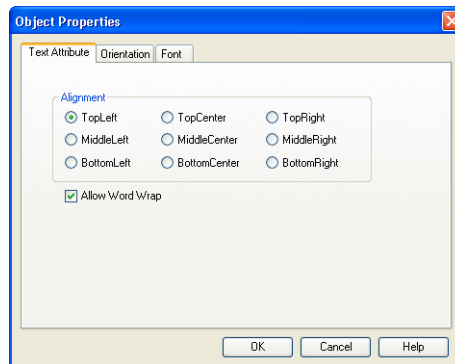 Object Properties
Text Attribute Orientation Font
Alignment
TopLeft TopCenter TopRight
MiddleLeft MiddleCenter MiddleRight
BottomLeft BottomCenter BottomRight
Allow Word Wrap
OK Cancel Help